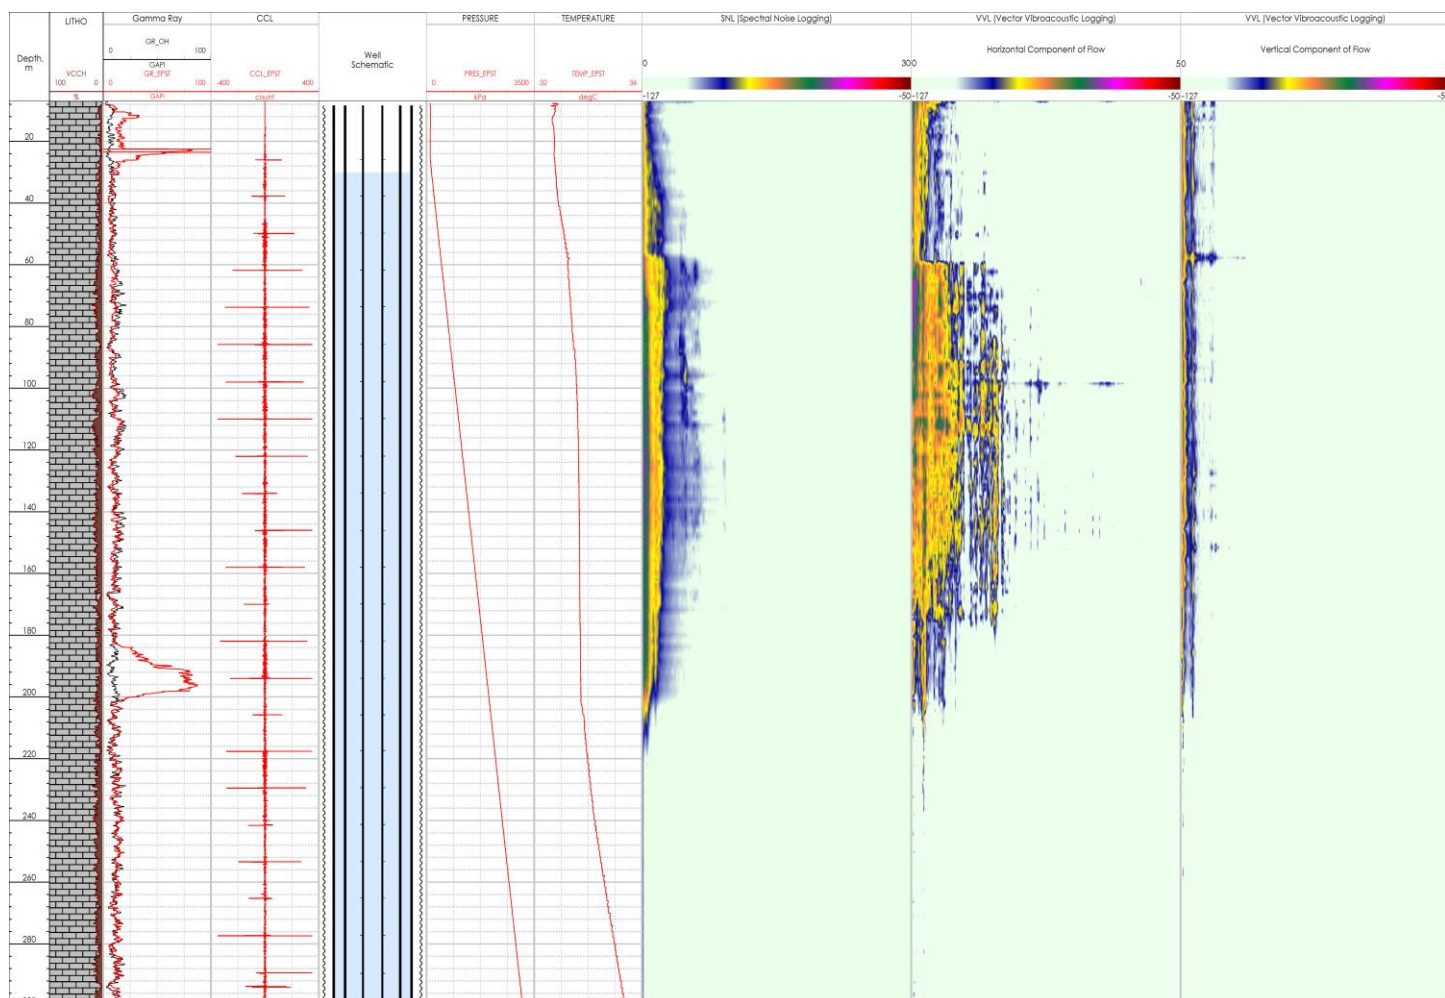 LITHO Gamma Ray CCL PRESSURE TEMPERATURE SNL (Spectral Noise Logging) VVL (Vector Vibroacoustic Logging) VVL (Vector Vibroacoustic Logging)
GR_OH
0 100
GAPI
Well
Schematic
Horizontal Component of Flow Vertical Component of Flow
Depth,
m
VCCH GR_EPST CCL_EPST PRES_EPST TEMP_EPST
100 0 0 100 -400 400 0 3500 32 36
% GAPI count kPa degC
0 300 50
-127 -50 -127 -50 -127
20
40
60
80
100
120
140
160
180
200
220
240
260
280